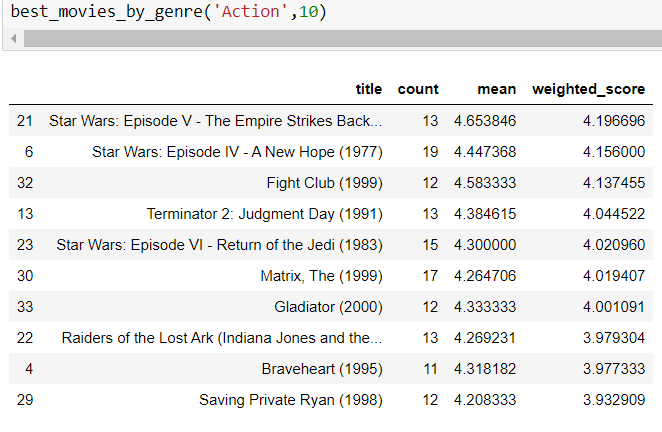 best_movies_by_genre('Action',10)
title count mean weighted_score
21 Star Wars: Episode V - The Empire Strikes Back... 13 4.653846 4.196696
6 Star Wars: Episode IV - A New Hope (1977) 19 4.447368 4.156000
32 Fight Club (1999) 12 4.583333 4.137455
13 Terminator 2: Judgment Day (1991) 13 4.384615 4.044522
23 Star Wars: Episode VI - Return of the Jedi (1983) 15 4.300000 4.020960
30 Matrix, The (1999) 17 4.264706 4.019407
33 Gladiator (2000) 12 4.333333 4.001091
22 Raiders of the Lost Ark (Indiana Jones and the... 13 4.269231 3.979304
4 Braveheart (1995) 11 4.318182 3.977333
29 Saving Private Ryan (1998) 12 4.208333 3.932909